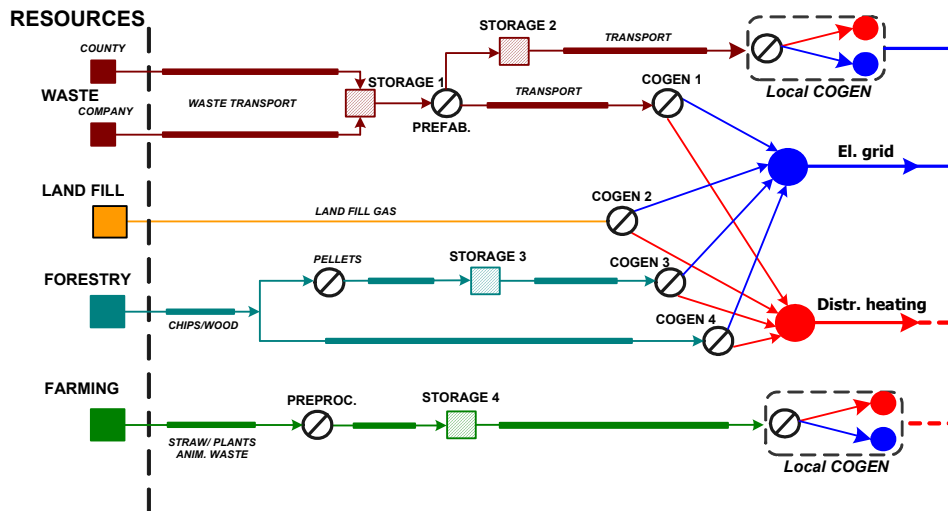 RESOURCES
STORAGE 2
COUNTY
TRANSPORT
STORAGE 1
COGEN 1
Local COGEN
WASTE
WASTE TRANSPORT
TRANSPORT
COMPANY
PREFAB.
El. grid
LAND FILL
COGEN 2
LAND FILL GAS
PELLETS
STORAGE 3
COGEN 3
FORESTRY
Distr. heating
CHIPS/WOOD
COGEN 4
FARMING
PREPROC.
STORAGE 4
STRAW/ PLANTS
ANIM. WASTE
Local COGEN